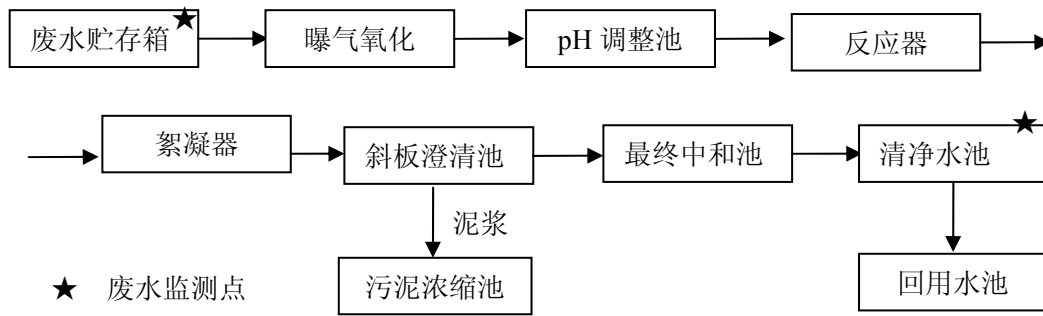 废水贮存箱★
曝气氧化
pH 调整池
反应器
絮凝器
斜板澄清池
最终中和池
清净水池★
泥浆
★ 废水监测点
污泥浓缩池
回用水池